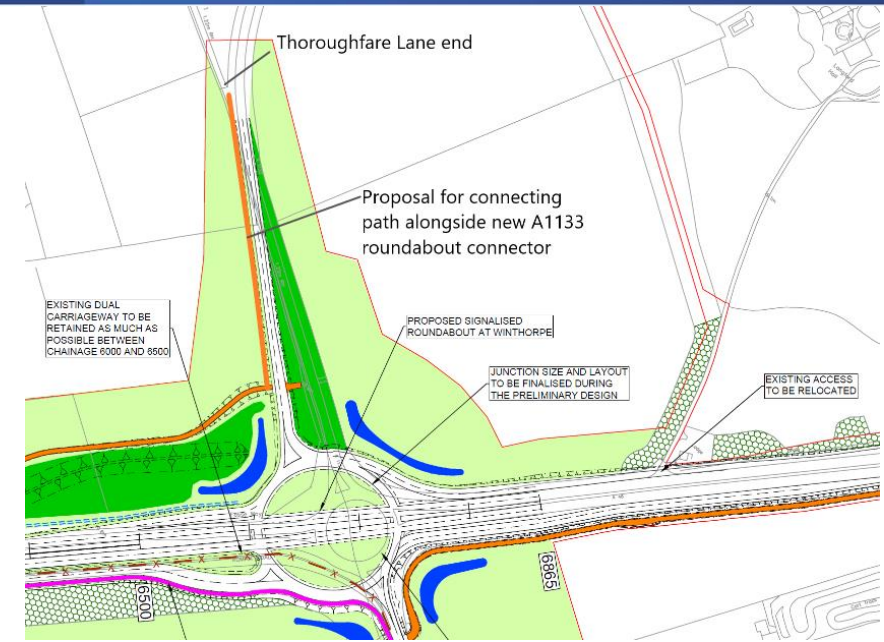 Thoroughfare Lane end
Proposal for connecting
path alongside new A1133
roundabout connector
EXISTING DUAL
CARRIAGEWAY TO BE
RETAINED AS MUCH AS
POSSIBLE BETWEEN
CHAINAGE 6000 AND 6500
PROPOSED SIGNALISED
ROUNDABOUT AT WINTHORPE
JUNCTION SIZE AND LAYOUT
TO BE FINALISED DURING
THE PRELIMINARY DESIGN
EXISTING ACCESS
TO BE RELOCATED
6500
6865